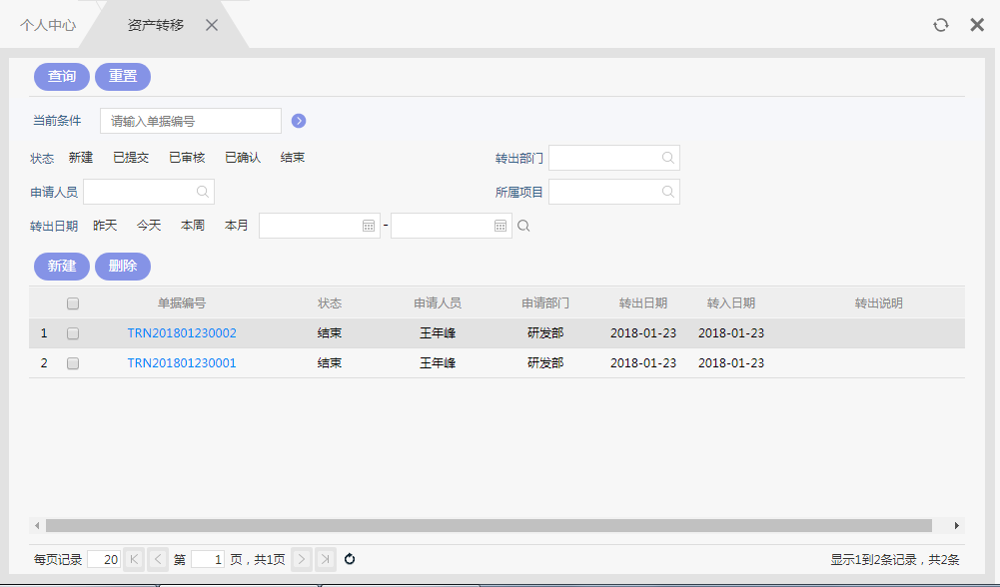 个人中心 资产转移
查询 重置
当前条件 请输入单据编号
状态 新建 已提交 已审核 已确认 结束 转出部门
申请人员 所属项目
转出日期 昨天 今天 本周 本月 -
新建 删除
单据编号 状态 申请人员 申请部门 转出日期 转入日期 转出说明
1 TRN201801230002 结束 王年峰 研发部 2018-01-23 2018-01-23
2 TRN201801230001 结束 王年峰 研发部 2018-01-23 2018-01-23
每页记录 20 第 1 页，共1页 显示1到2条记录，共2条